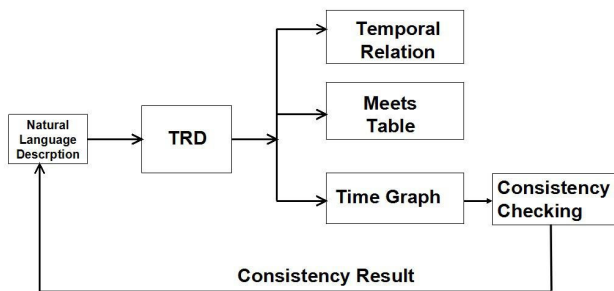 Temporal
Relation
Meets
Table
Natural
Language
Descrption
TRD
Time Graph
Consistency
Checking
Consistency Result